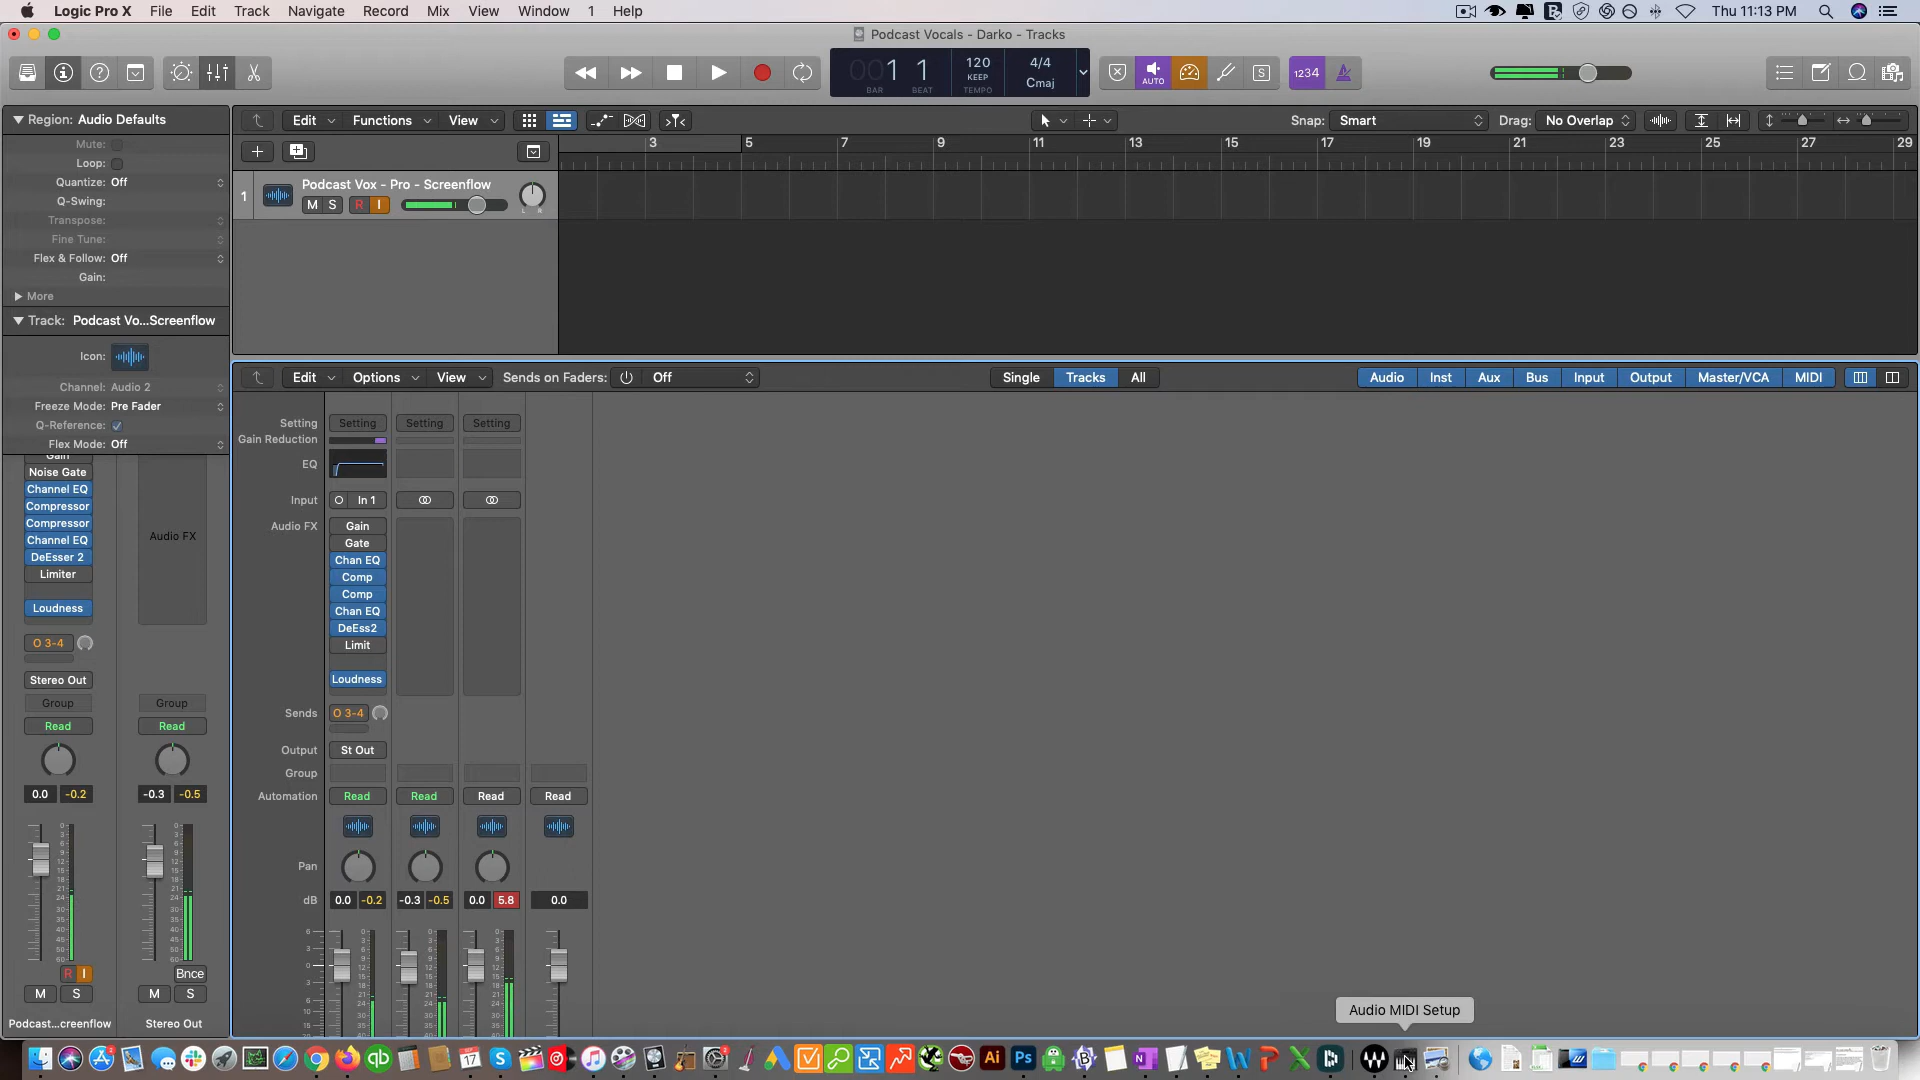 Logic Pro X File Edit Track Navigate Record Mix View Window 1 Help Thu 11:13 PM
Podcast Vocals - Darko - Tracks
1 1 120 KEEP 4/4 Cmaj
BAR BEAT TEMPO
AUTO S 1234
Region: Audio Defaults
Mute:
Loop:
Quantize: Off
Q-Swing:
Transpose:
Fine Tune:
Flex & Follow: Off
Gain:
More
Track: Podcast Vo...Screenflow
Icon:
Channel: Audio 2
Freeze Mode: Pre Fader
Q-Reference:
Flex Mode: Off
Gain
Noise Gate
Channel EQ
Compressor
Compressor
Channel EQ
DeEsser 2
Limiter
Loudness
Audio FX
O 3-4
Stereo Out
Group Group
Read Read
0.0 -0.2 -0.3 -0.5
R I Bnce
M S M S
Podcast...creenflow Stereo Out
Edit Functions View Snap: Smart Drag: No Overlap
3 5 7 9 11 13 15 17 19 21 23 25 27 29
1 Podcast Vox - Pro - Screenflow
M S R I L R
Edit Options View Sends on Faders: Off Single Tracks All Audio Inst Aux Bus Input Output Master/VCA MIDI
Setting Setting Setting Setting
Gain Reduction
EQ
Input In 1
Audio FX Gain
Gate
Chan EQ
Comp
Comp
Chan EQ
DeEss2
Limit
Loudness
Sends O 3-4
Output St Out
Group
Automation Read Read Read Read
Pan
dB 0.0 -0.2 -0.3 -0.5 0.0 5.8 0.0
Audio MIDI Setup